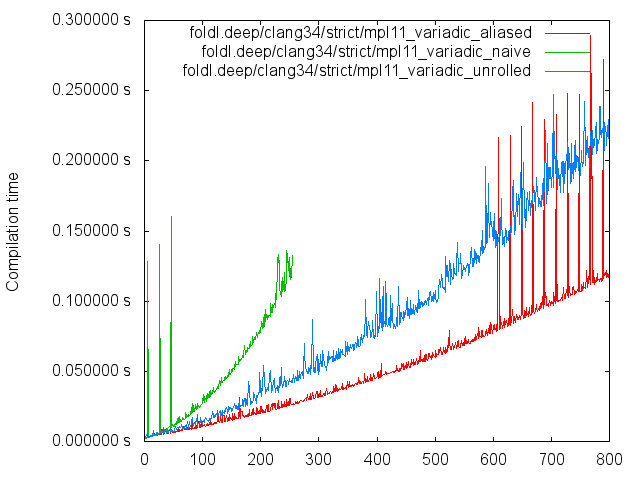 foldl.deep/clang34/strict/mpl11_variadic_aliased
foldl.deep/clang34/strict/mpl11_variadic_naive
foldl.deep/clang34/strict/mpl11_variadic_unrolled
Compilation time
0.300000 s
0.250000 s
0.200000 s
0.150000 s
0.100000 s
0.050000 s
0.000000 s
0 100 200 300 400 500 600 700 800